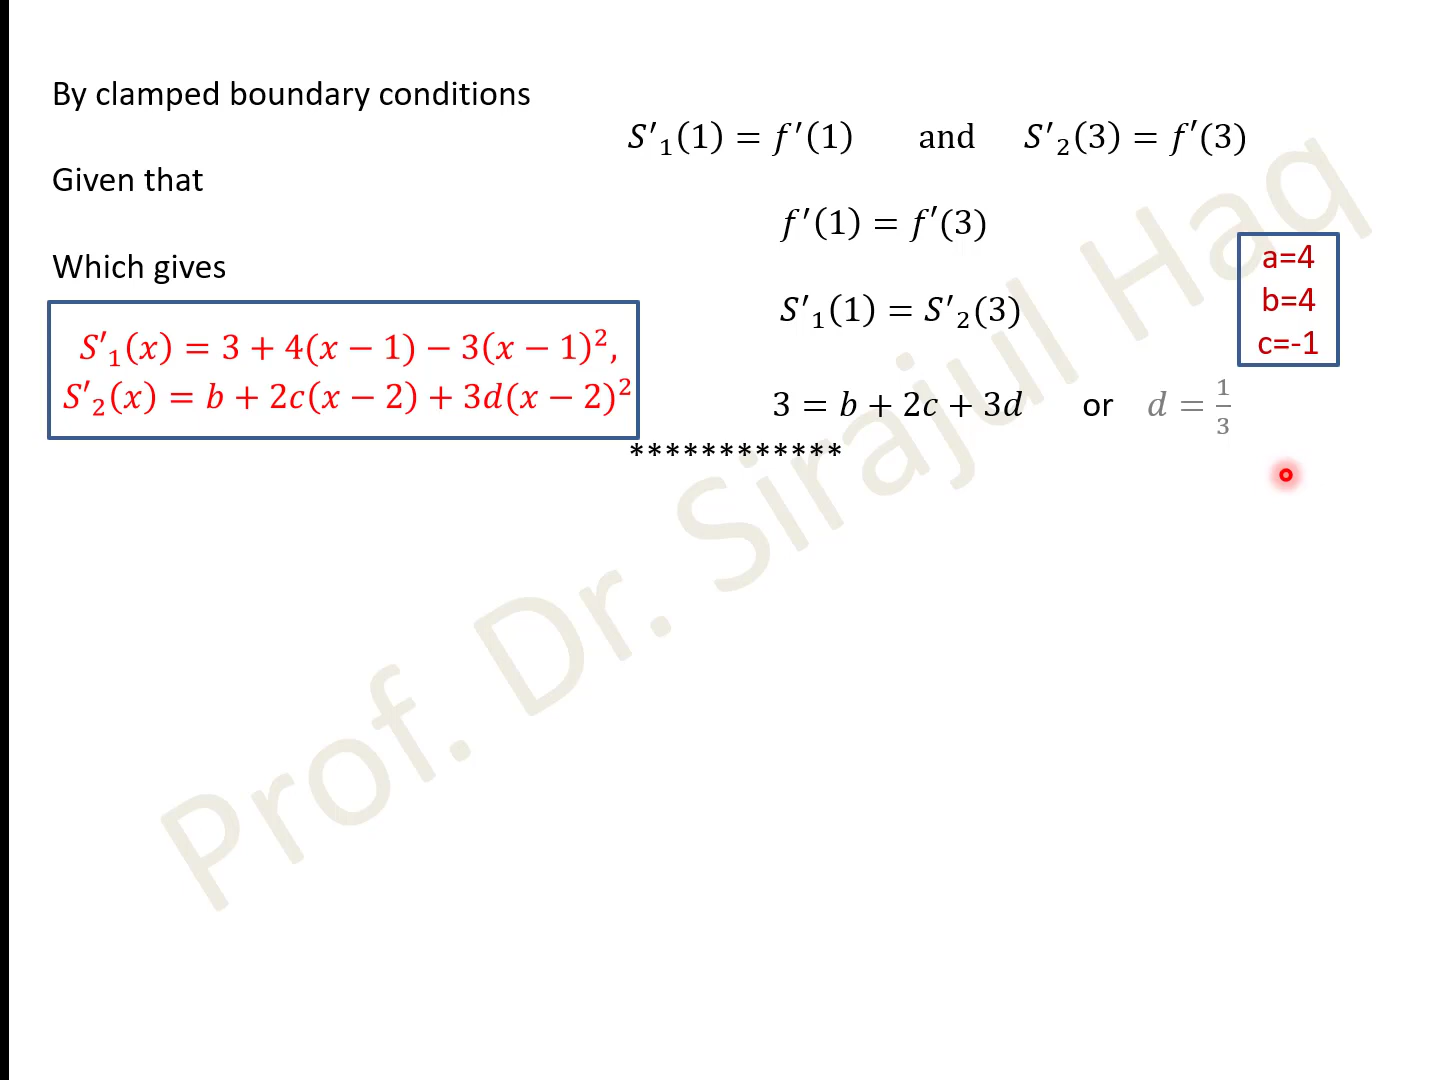 By clamped boundary conditions
S′₁(1) = f′(1) and S′₂(3) = f′(3)
Given that
f′(1) = f′(3)
Which gives
S′₁(1) = S′₂(3)
a=4
b=4
c=-1
S′₁(x) = 3 + 4(x − 1) − 3(x − 1)²,
S′₂(x) = b + 2c(x − 2) + 3d(x − 2)²
3 = b + 2c + 3d or d = 1/3
************
Prof. Dr. Sirajul Haq